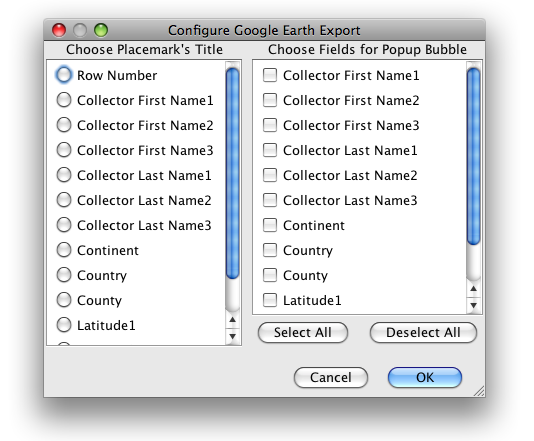 Configure Google Earth Export
Choose Placemark's Title
Row Number
Collector First Name1
Collector First Name2
Collector First Name3
Collector Last Name1
Collector Last Name2
Collector Last Name3
Continent
Country
County
Latitude1
Choose Fields for Popup Bubble
Collector First Name1
Collector First Name2
Collector First Name3
Collector Last Name1
Collector Last Name2
Collector Last Name3
Continent
Country
County
Latitude1
Select All
Deselect All
Cancel
OK